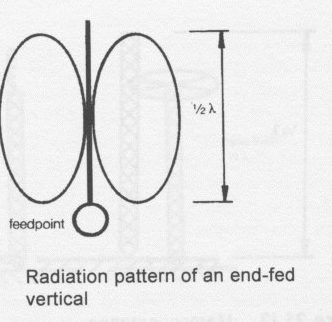 ½ λ
feedpoint
Radiation pattern of an end-fed
vertical